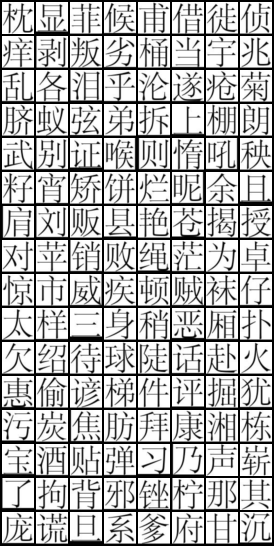 枕显菲候甫借徒侦
痒剥叛劣桶当宇兆
乱各泪乎沦遂疮菊
脐蚁弦弟拆上棚朗
武别证喉则惰吼秧
籽宵矫饼烂昵余旦
肩刘贩县艳苍揭授
对苹销败绳茫为卓
惊市威疾顿贼袜仔
太样三身稍恶厢扑
欠绍待球陡话赴火
惠偷谚梯件评掘犹
污炭焦肪拜康湘栋
宝酒贴弹习乃声崭
了拘背邪锉柠那其
庞谎旦系爹府甘沉